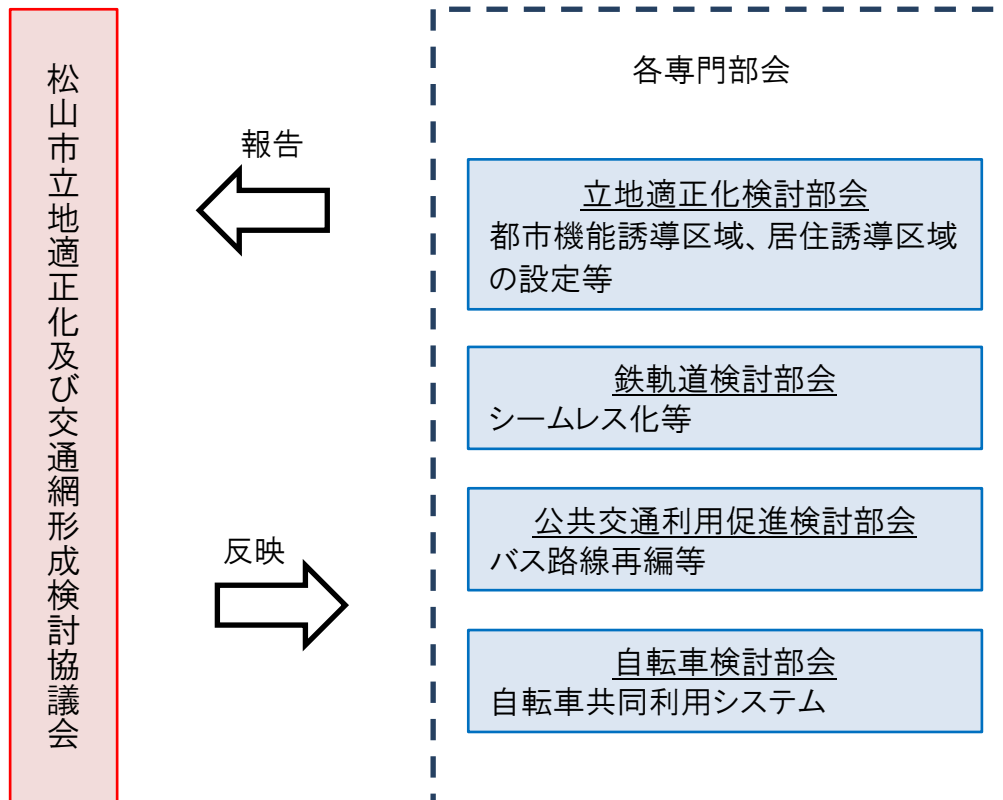 松山市立地適正化及び交通網形成検討協議会
報告
反映
各専門部会
立地適正化検討部会
都市機能誘導区域、居住誘導区域
の設定等
鉄軌道検討部会
シームレス化等
公共交通利用促進検討部会
バス路線再編等
自転車検討部会
自転車共同利用システム